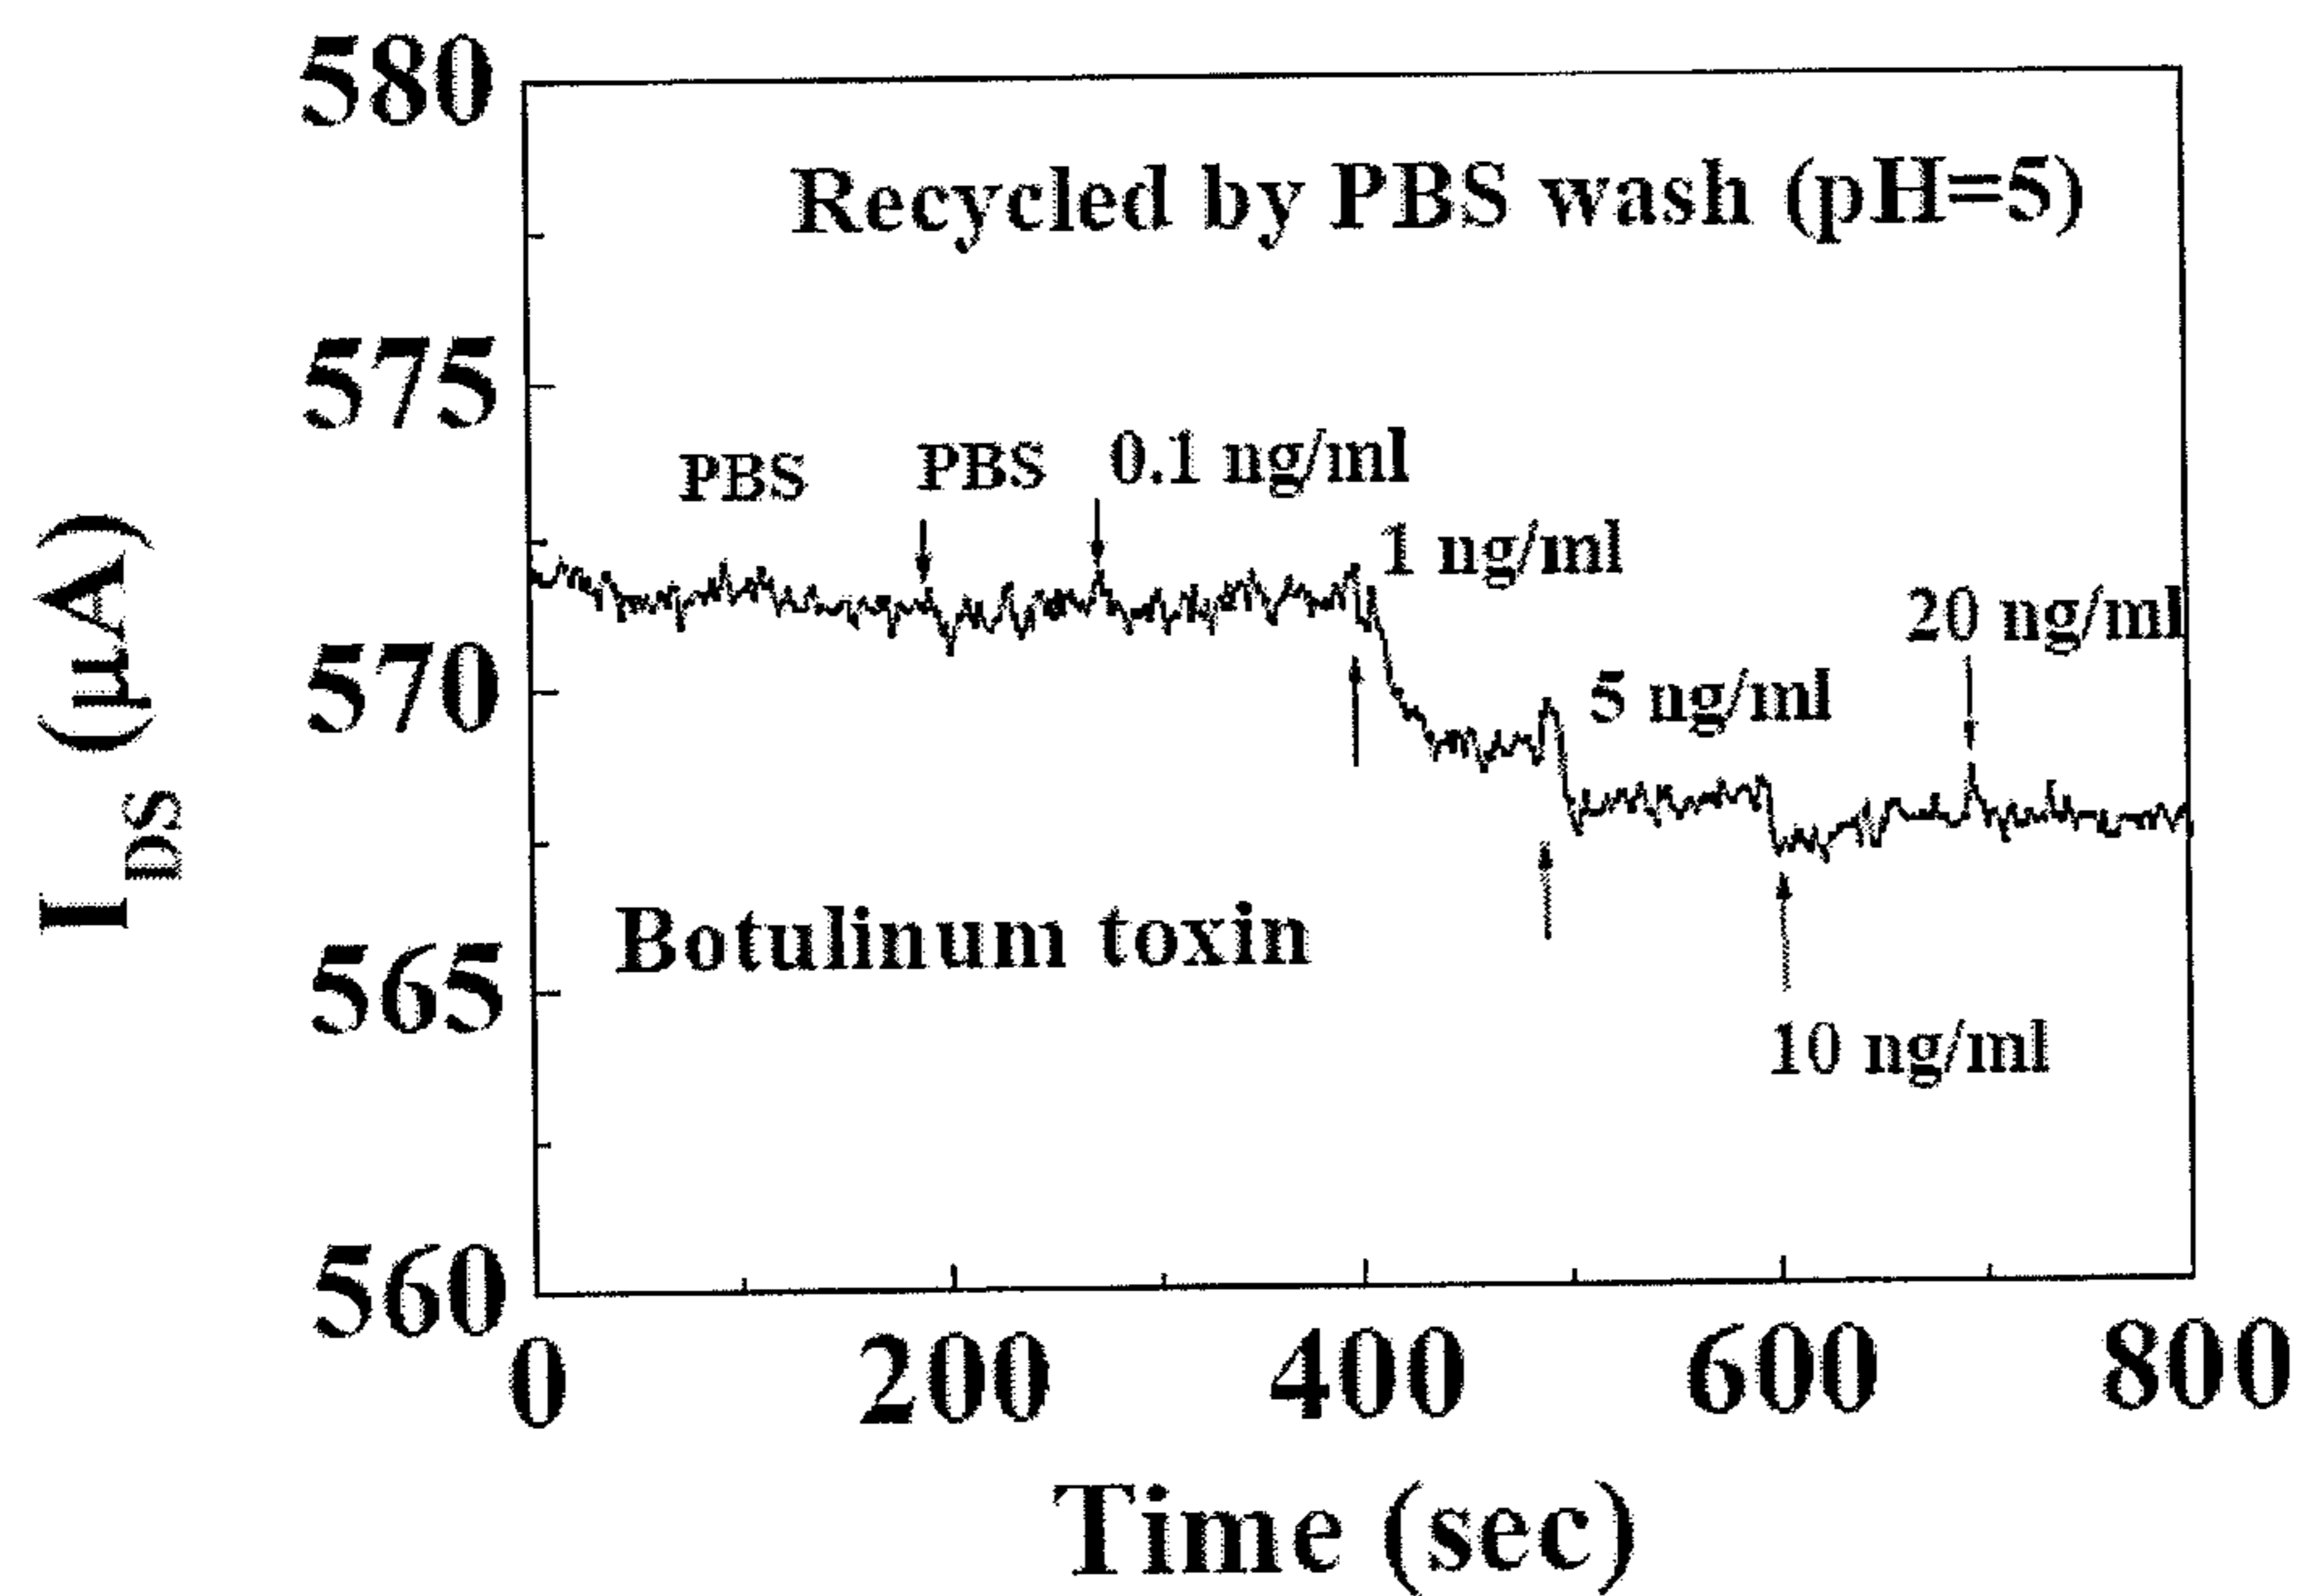 580
Recycled by PBS wash (pH=5)
575
PBS
PBS
0.1 ng/ml
1 ng/ml
20 ng/ml
570
5 ng/ml
I_DS (µA)
Botulinum toxin
565
10 ng/ml
560
0
200
400
600
800
Time (sec)